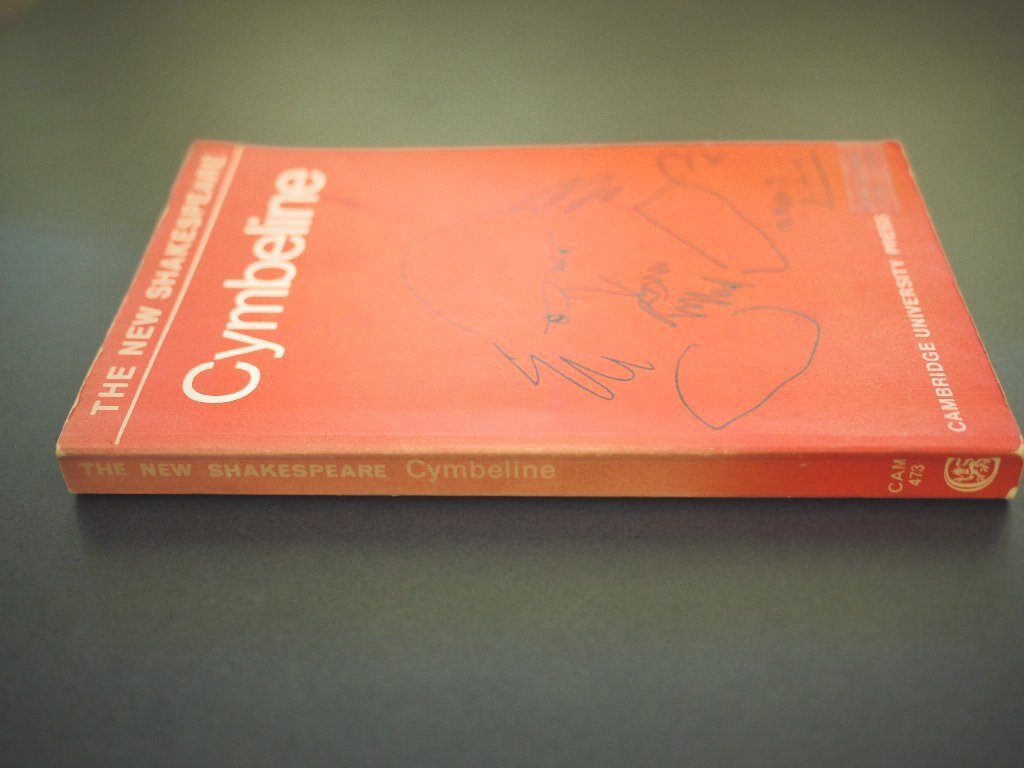 THE NEW SHAKESPEARE
Cymbeline
CAMBRIDGE UNIVERSITY PRESS
THE NEW SHAKESPEARE Cymbeline
CAM
473